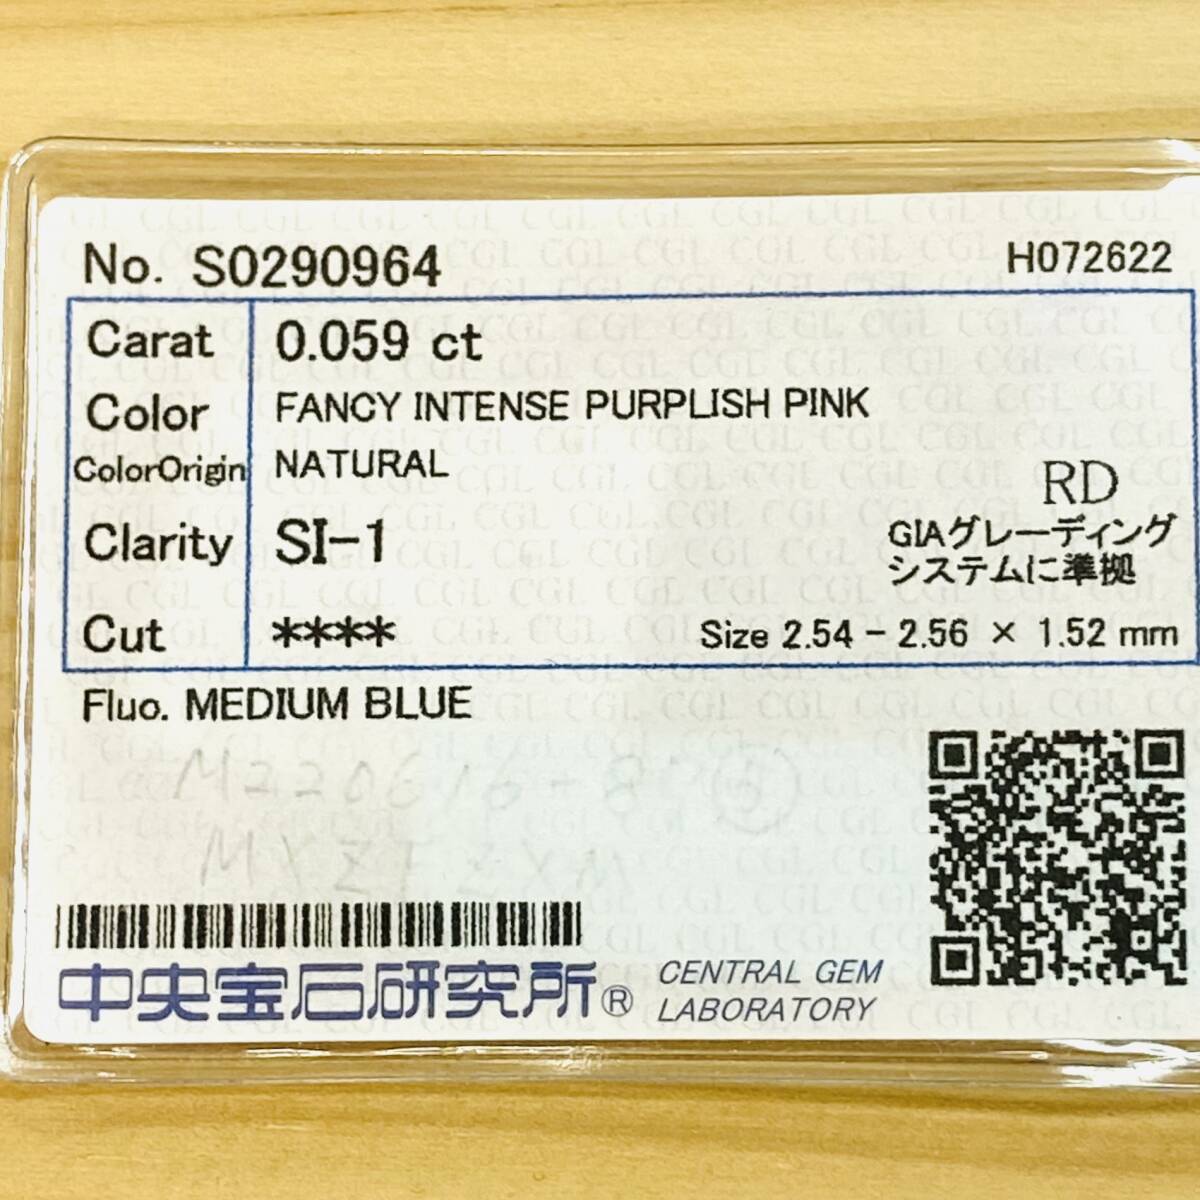 No. S0290964
H072622
Carat 0.059 ct
Color FANCY INTENSE PURPLISH PINK
ColorOrigin NATURAL
RD
Clarity SI-1
GIAグレーディング
システムに準拠
Cut ****
Size 2.54 - 2.56 × 1.52 mm
Fluo. MEDIUM BLUE
中央宝石研究所®
CENTRAL GEM
LABORATORY